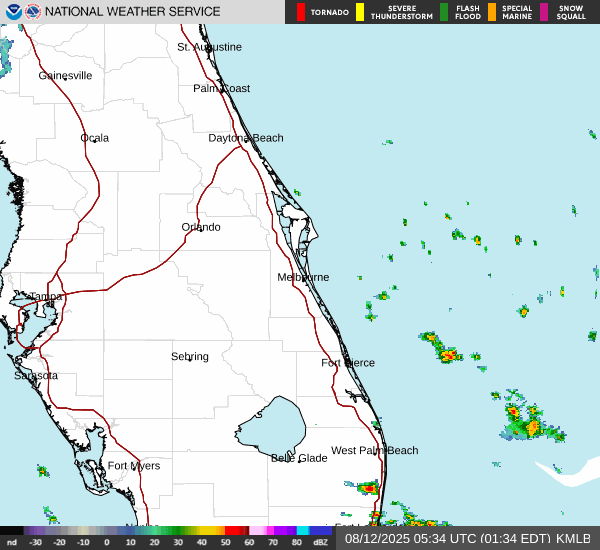 NATIONAL WEATHER SERVICE
TORNADO
SEVERE THUNDERSTORM
FLASH FLOOD
SPECIAL MARINE
SNOW SQUALL
St. Augustine
Gainesville
Palm Coast
Ocala
Daytona Beach
Orlando
Melbourne
Tampa
Sebring
Fort Pierce
Sarasota
West Palm Beach
Belle Glade
Fort Myers
nd -30 -20 -10 0 10 20 30 40 50 60 70 80 dBZ
08/12/2025 05:34 UTC (01:34 EDT) KMLB